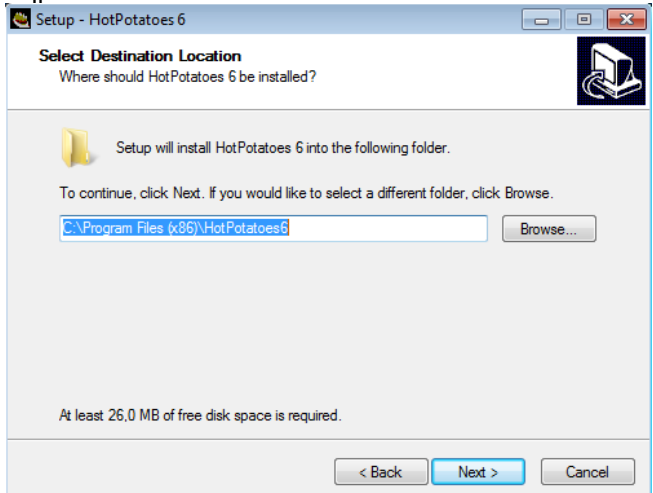 Setup - HotPotatoes 6
Select Destination Location
Where should HotPotatoes 6 be installed?
Setup will install HotPotatoes 6 into the following folder.
To continue, click Next. If you would like to select a different folder, click Browse.
C:\Program Files (x86)\HotPotatoes6
Browse...
At least 26,0 MB of free disk space is required.
< Back
Next >
Cancel